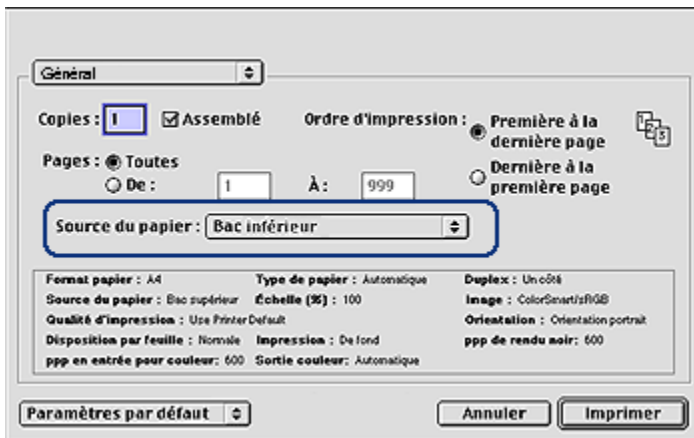 Général
Copies : 1 Assemblé Ordre d'impression : Première à la
dernière page
Pages : Toutes Dernière à la
première page
De : 1 À : 999
Source du papier : Bac inférieur
Format papier : A4 Type de papier : Automatique Duplex : Un côté
Source du papier : Bac supérieur Échelle (%) : 100 Image : ColorSmart/sRGB
Qualité d'impression : Use Printer Default Orientation : Orientation portrait
Disposition par feuille : Normale Impression : De fond ppp de rendu noir: 600
ppp en entrée pour couleur: 600 Sortie couleur: Automatique
Paramètres par défaut Annuler Imprimer